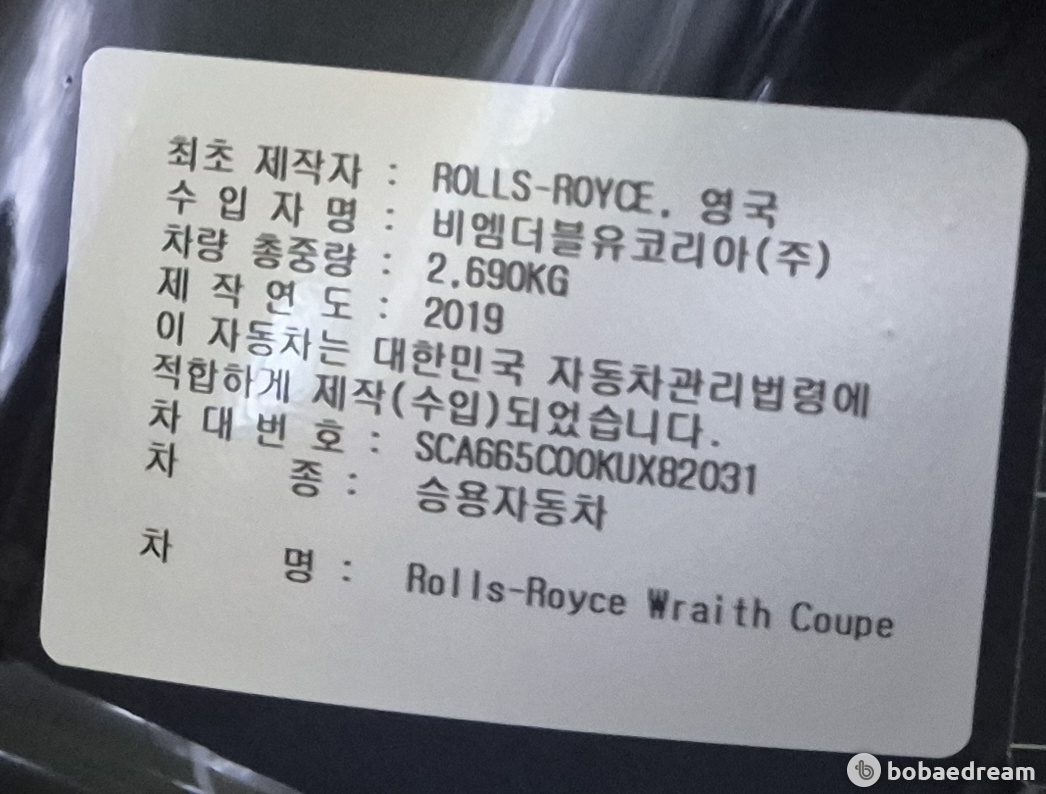 최초 제작자 : ROLLS-ROYCE, 영국
수 입 자 명 : 비엠더블유코리아(주)
차량 총중량 : 2,690KG
제 작 연 도 : 2019
이 자동차는 대한민국 자동차관리법령에
적합하게 제작(수입)되었습니다.
차 대 번 호 : SCA665C00KUX82031
차 종 : 승용자동차
차 명 : Rolls-Royce Wraith Coupe
bobaedream